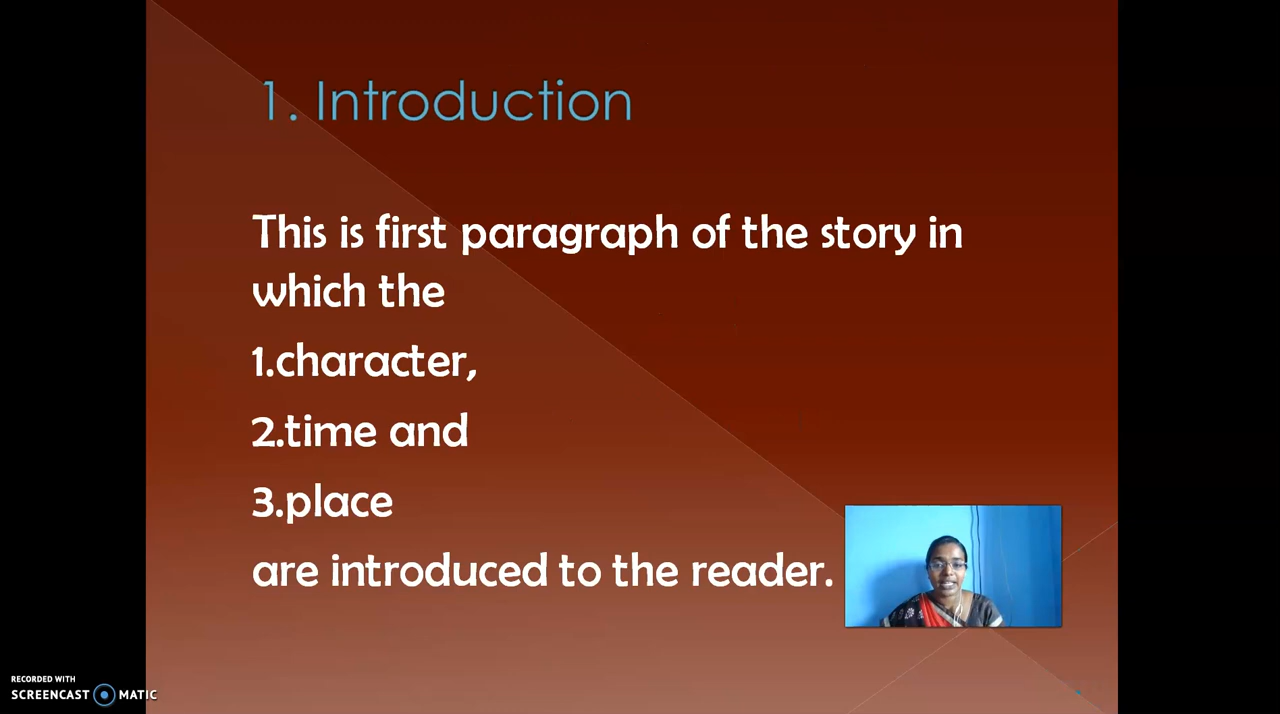 1. Introduction
This is first paragraph of the story in
which the
1.character,
2.time and
3.place
are introduced to the reader.
RECORDED WITH
SCREENCAST MATIC